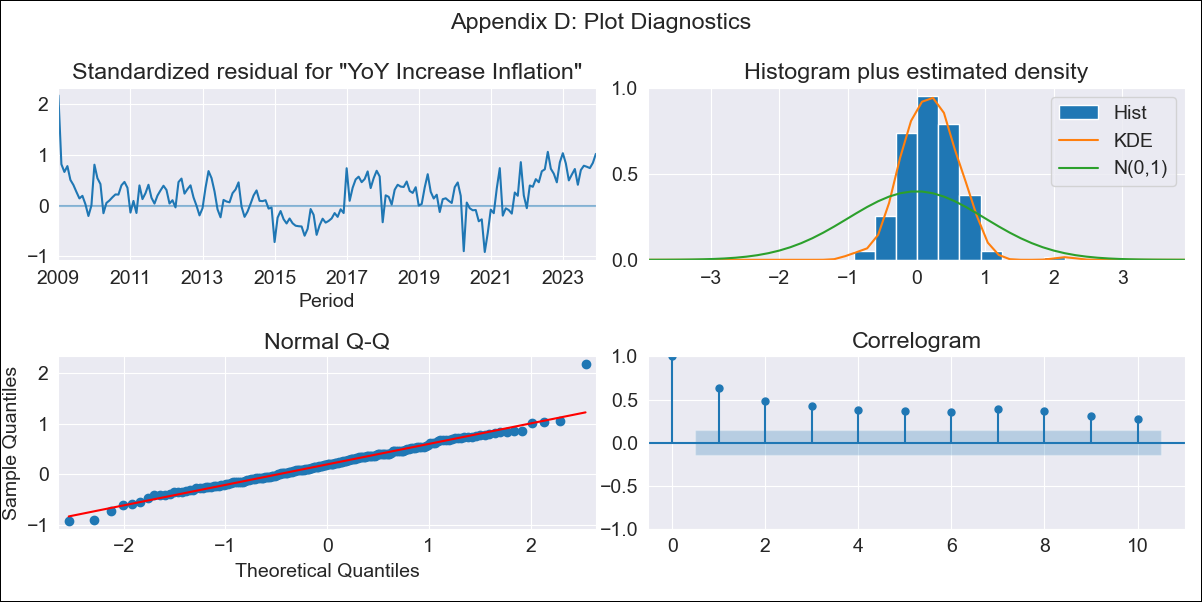 Appendix D: Plot Diagnostics
Standardized residual for "YoY Increase Inflation"
2
1
0
−1
2009 2011 2013 2015 2017 2019 2021 2023
Period
Histogram plus estimated density
1.0
0.5
0.0
−3 −2 −1 0 1 2 3
Hist
KDE
N(0,1)
Normal Q-Q
Sample Quantiles
2
1
0
−1
−2 −1 0 1 2
Theoretical Quantiles
Correlogram
1.0
0.5
0.0
−0.5
−1.0
0 2 4 6 8 10